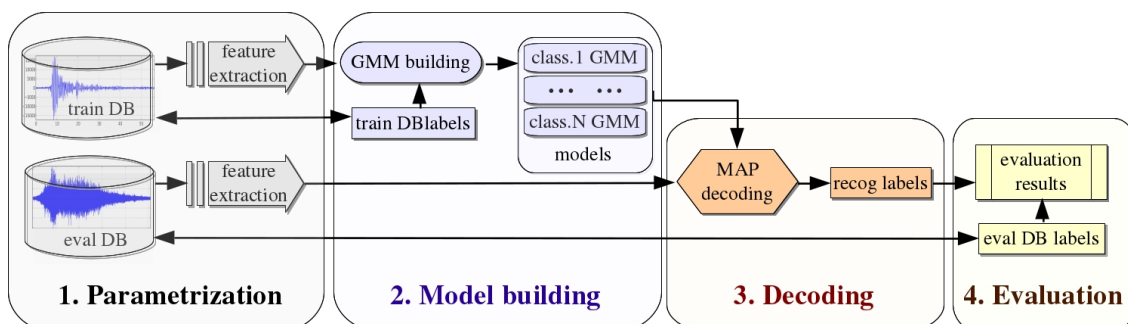 feature
extraction
train DB
GMM building
train DBlabels
class.1 GMM
... ...
class.N GMM
models
feature
extraction
eval DB
MAP
decoding
recog labels
evaluation
results
eval DB labels
1. Parametrization
2. Model building
3. Decoding
4. Evaluation